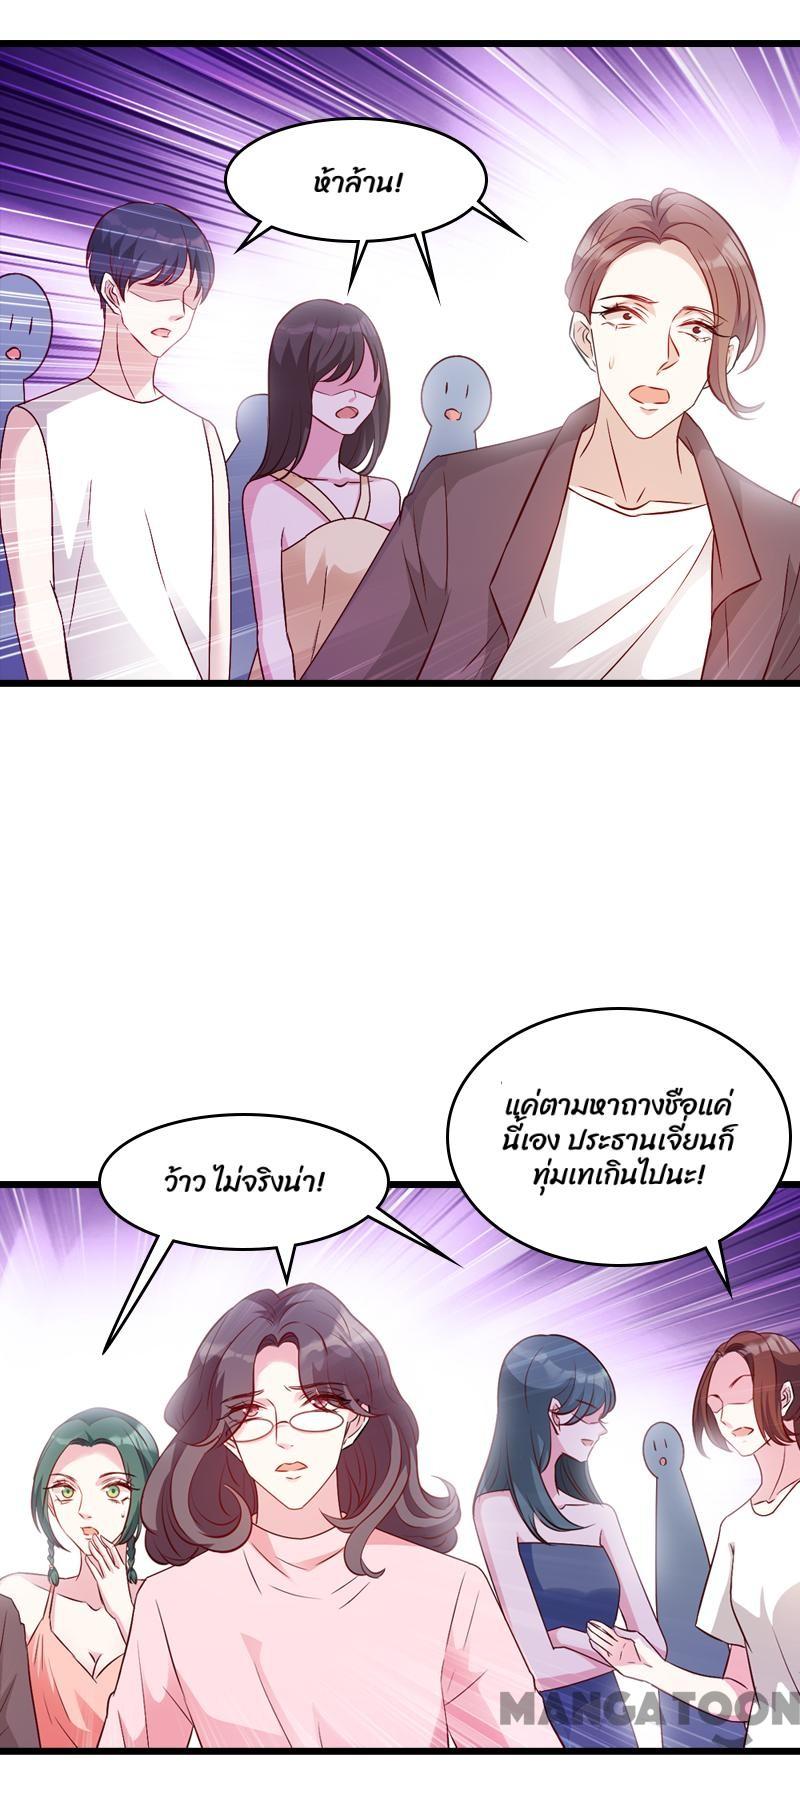 ห้าล้าน!
แค่ตามหาถางชือแค่
นี้เอง ประธานเจี่ยนก็
ทุ่มเทเกินไปนะ!
ว้าว ไม่จริงน่า!
MANGATOON